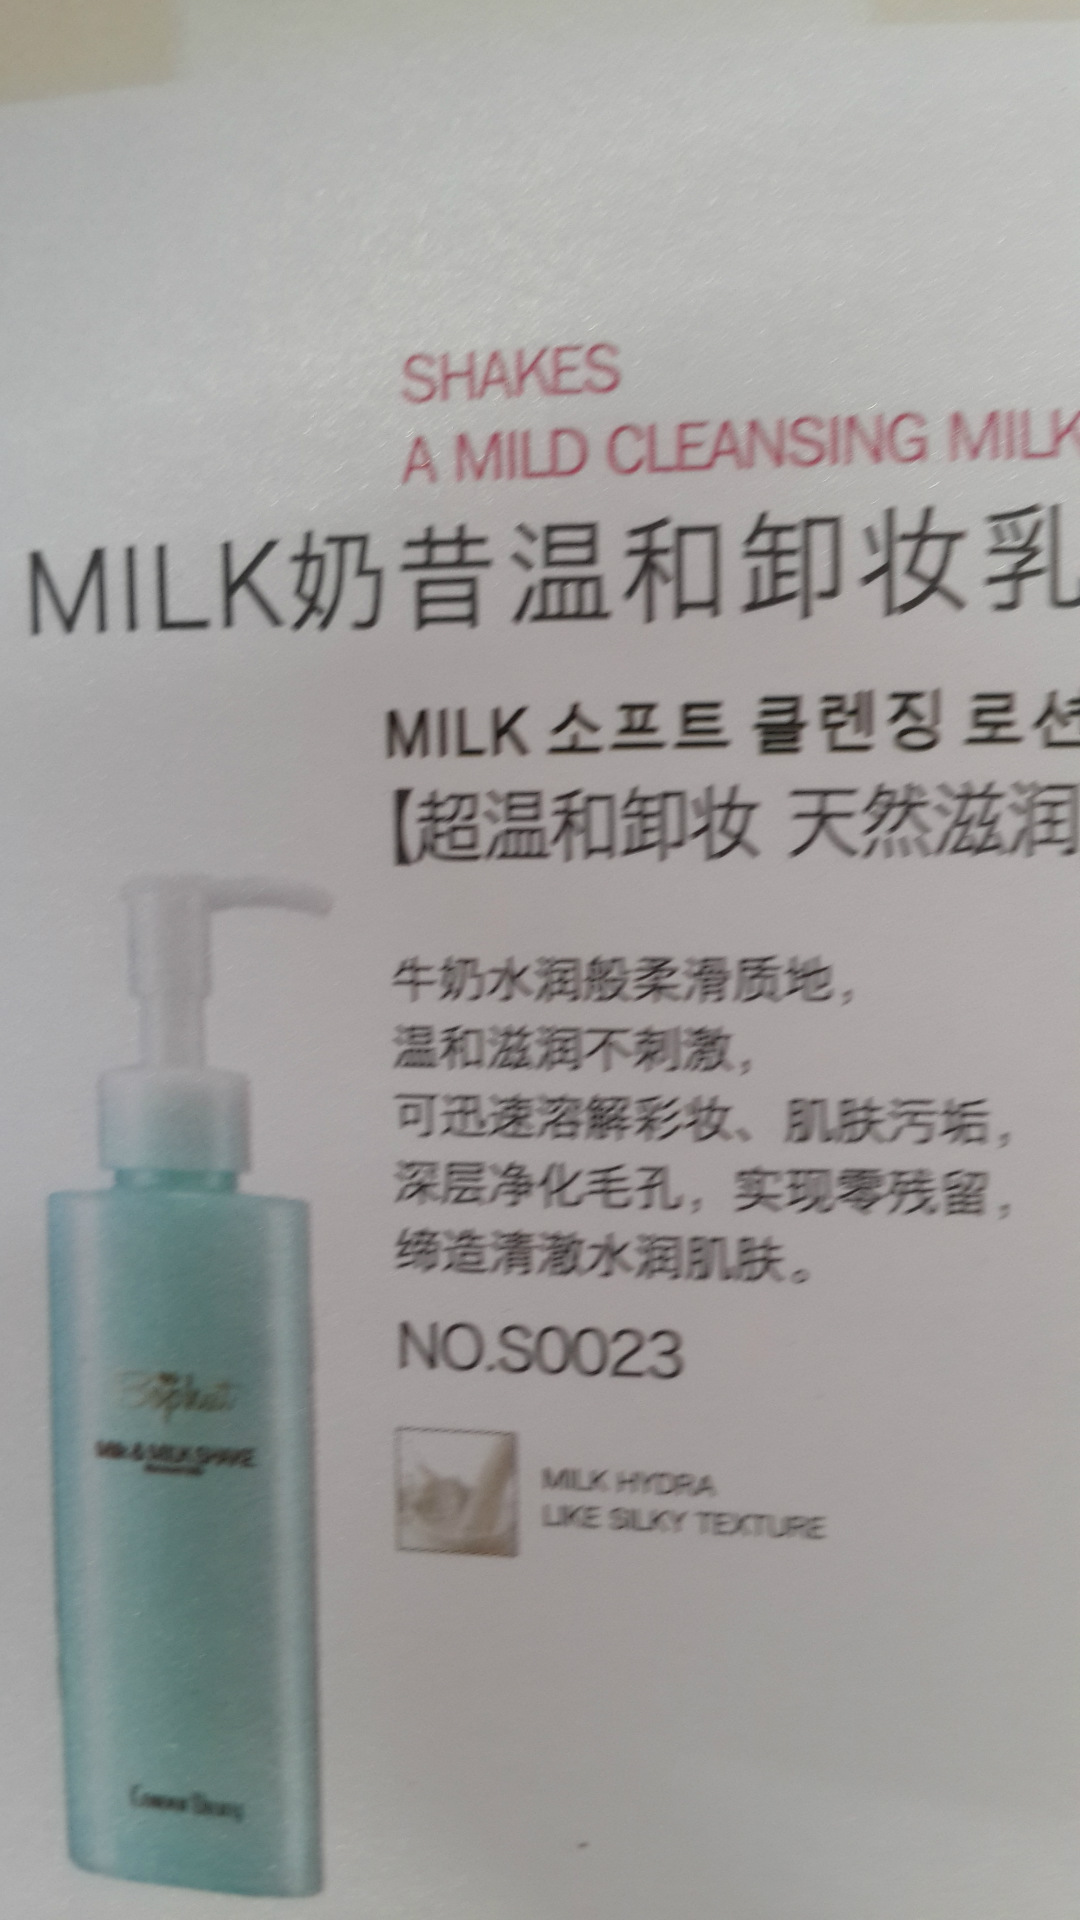 SHAKES
A MILD CLEANSING MILK
MILK奶昔温和卸妆乳
MILK 소프트 클렌징 로션
【超温和卸妆 天然滋润
牛奶水润般柔滑质地，
温和滋润不刺激，
可迅速溶解彩妆、肌肤污垢，
深层净化毛孔，实现零残留，
缔造清澈水润肌肤。
NO.S0023
MILK HYDRA
LIKE SILKY TEXTURE
Milk & MILK SHAKE